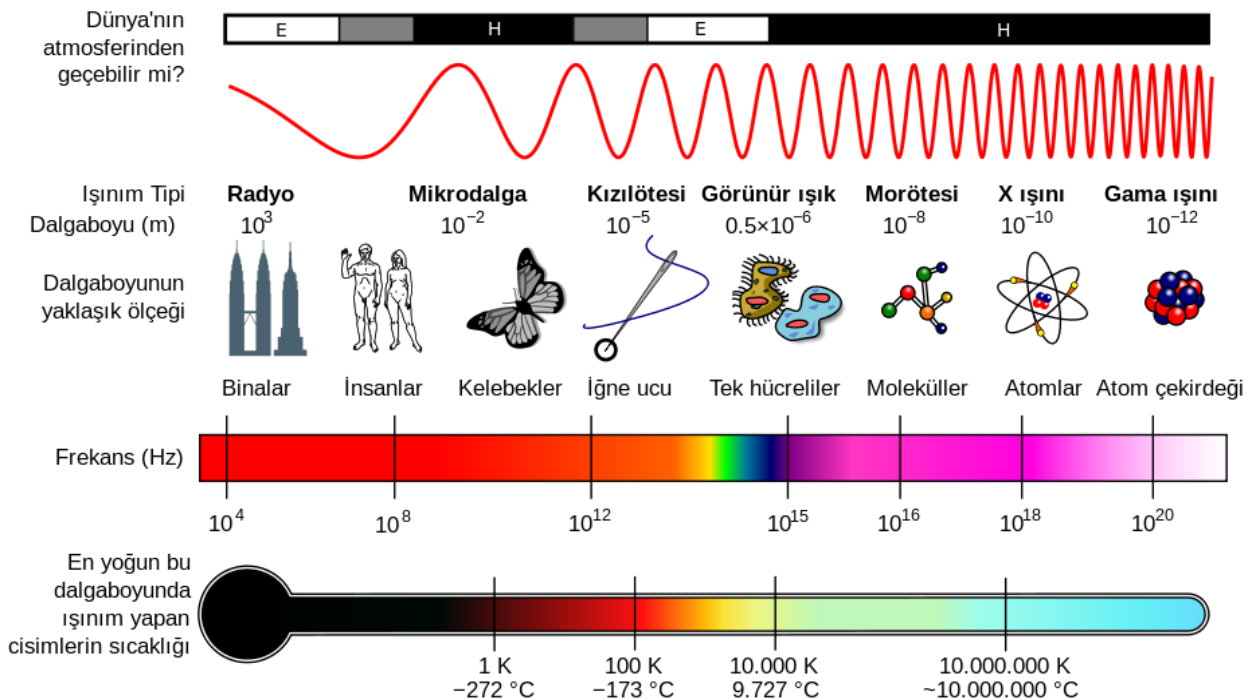 Dünya'nın
atmosferinden
geçebilir mi?
E H E H
Işınım Tipi Radyo Mikrodalga Kızılötesi Görünür ışık Morötesi X ışını Gama ışını
Dalgaboyu (m) 10³ 10⁻² 10⁻⁵ 0.5×10⁻⁶ 10⁻⁸ 10⁻¹⁰ 10⁻¹²
Dalgaboyunun
yaklaşık ölçeği
Binalar İnsanlar Kelebekler İğne ucu Tek hücreliler Moleküller Atomlar Atom çekirdeği
Frekans (Hz)
10⁴ 10⁸ 10¹² 10¹⁵ 10¹⁶ 10¹⁸ 10²⁰
En yoğun bu
dalgaboyunda
ışınım yapan
cisimlerin sıcaklığı
1 K 100 K 10.000 K 10.000.000 K
−272 °C −173 °C 9.727 °C ~10.000.000 °C